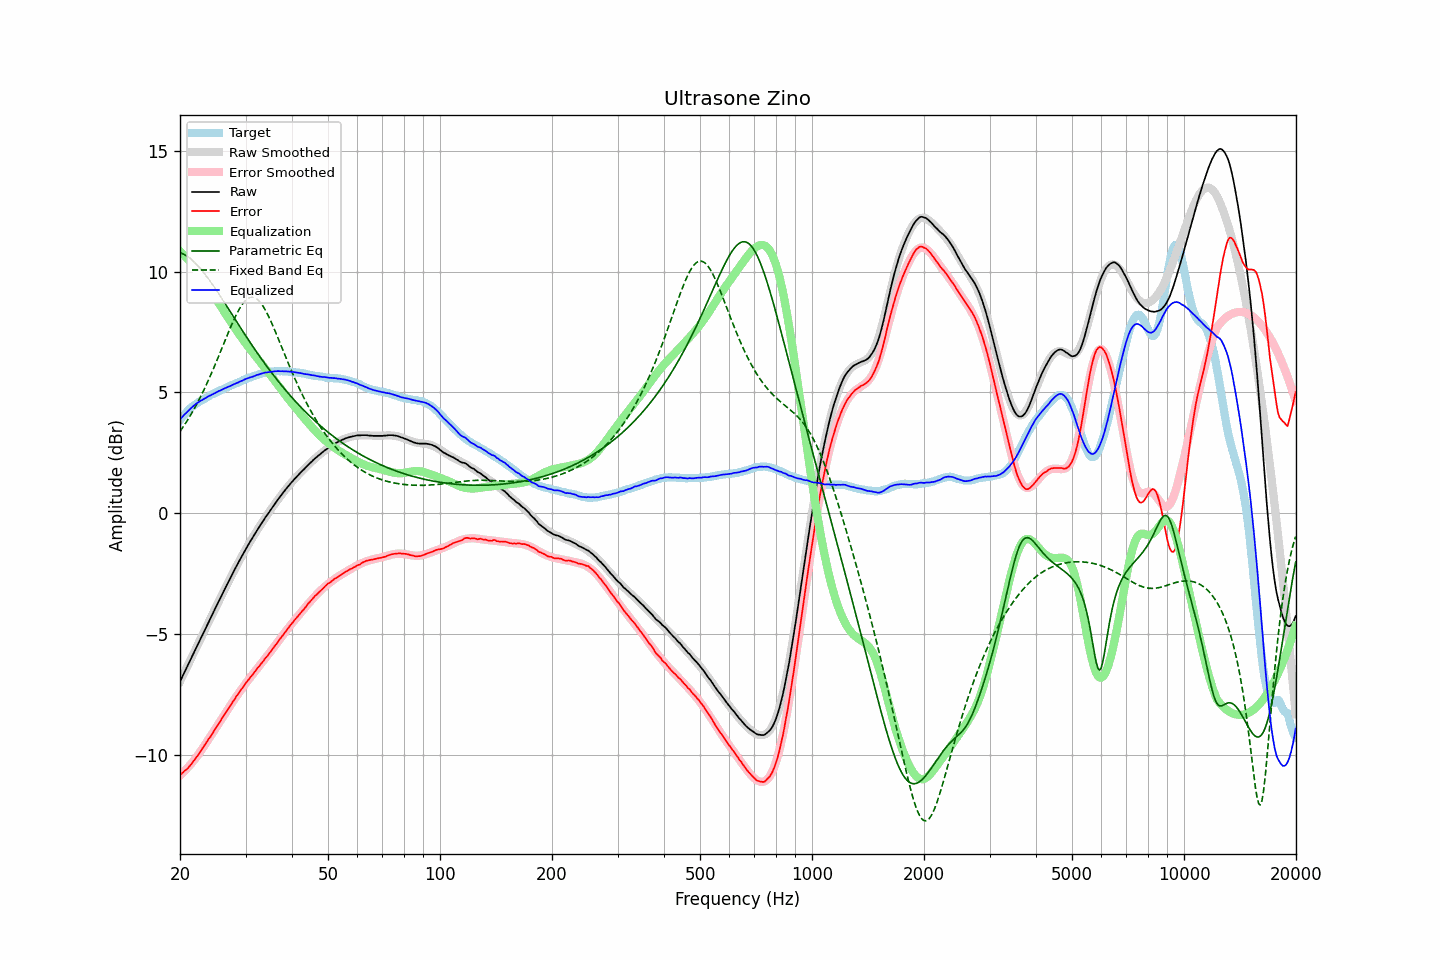 Ultrasone Zino
Target
Raw Smoothed
Error Smoothed
Raw
Error
Equalization
Parametric Eq
Fixed Band Eq
Equalized
Amplitude (dBr)
15
10
5
0
−5
−10
20
50
100
200
500
1000
2000
5000
10000
20000
Frequency (Hz)